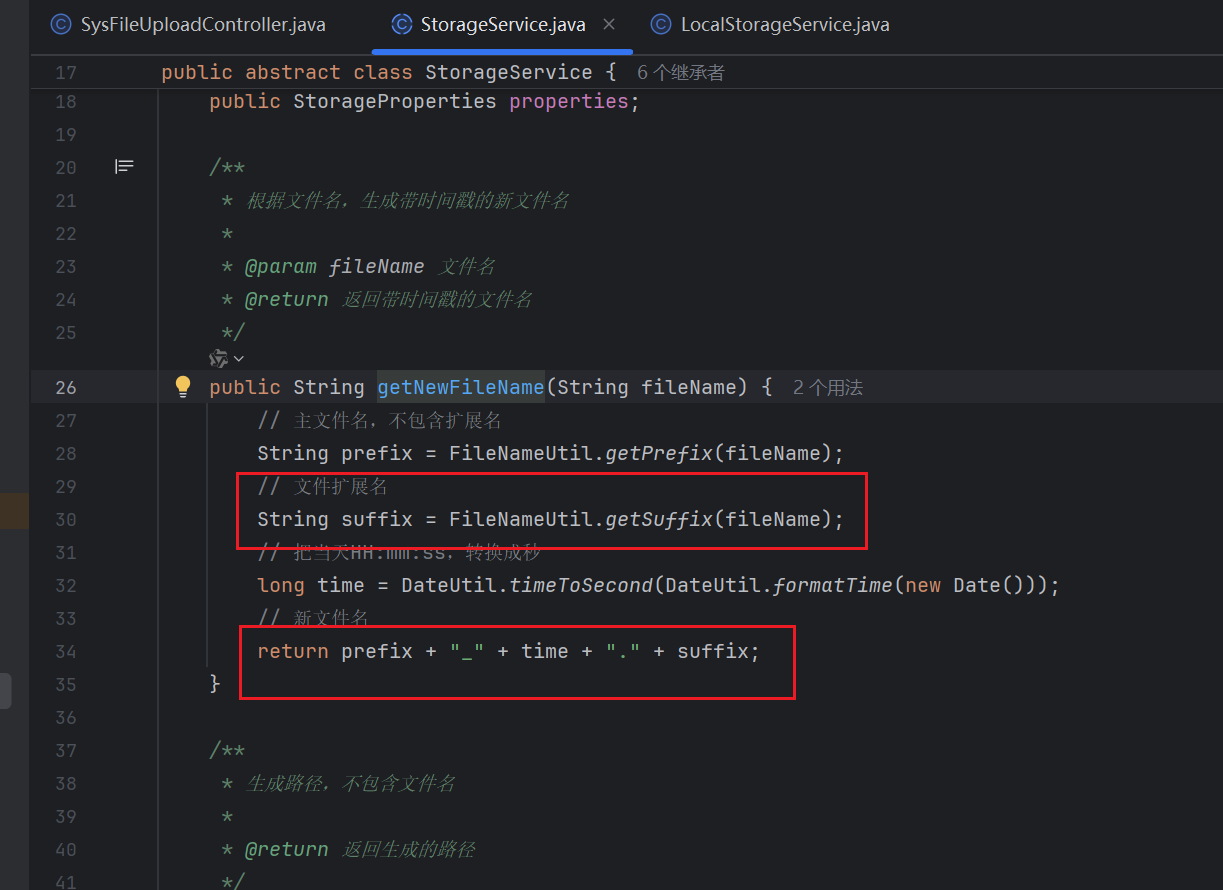 SysFileUploadController.java StorageService.java LocalStorageService.java
17 public abstract class StorageService { 6 个继承者
18 public StorageProperties properties;
19
20 /**
21 * 根据文件名，生成带时间戳的新文件名
22 *
23 * @param fileName 文件名
24 * @return 返回带时间戳的文件名
25 */
26 public String getNewFileName(String fileName) { 2 个用法
27 // 主文件名，不包含扩展名
28 String prefix = FileNameUtil.getPrefix(fileName);
29 // 文件扩展名
30 String suffix = FileNameUtil.getSuffix(fileName);
31 // 把当天HH:mm:ss，转换成秒
32 long time = DateUtil.timeToSecond(DateUtil.formatTime(new Date()));
33 // 新文件名
34 return prefix + "_" + time + "." + suffix;
35 }
36
37 /**
38 * 生成路径，不包含文件名
39 *
40 * @return 返回生成的路径
41 */